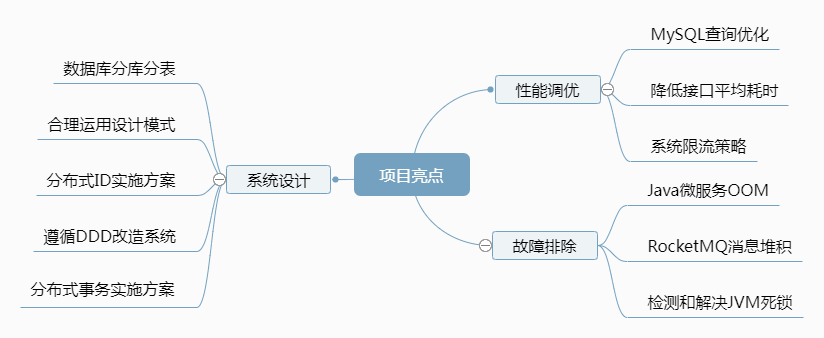 项目亮点
性能调优
MySQL查询优化
降低接口平均耗时
系统限流策略
故障排除
Java微服务OOM
RocketMQ消息堆积
检测和解决JVM死锁
系统设计
数据库分库分表
合理运用设计模式
分布式ID实施方案
遵循DDD改造系统
分布式事务实施方案